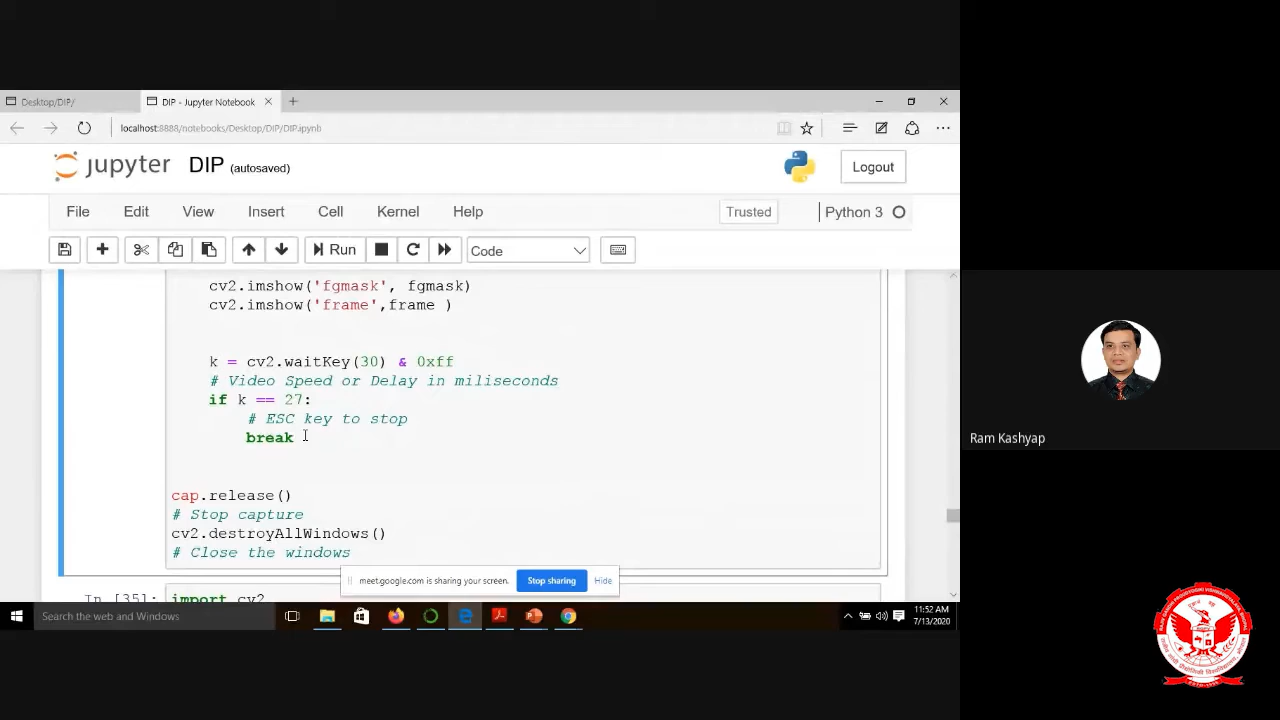 Desktop/DIP/
DIP - Jupyter Notebook
localhost:8888/notebooks/Desktop/DIP/DIP.ipynb
jupyter DIP (autosaved)
Logout
File Edit View Insert Cell Kernel Help
Trusted
Python 3
Run
Code
cv2.imshow('fgmask', fgmask)
cv2.imshow('frame',frame )
k = cv2.waitKey(30) & 0xff
# Video Speed or Delay in miliseconds
if k == 27:
# ESC key to stop
break
cap.release()
# Stop capture
cv2.destroyAllWindows()
# Close the windows
meet.google.com is sharing your screen. Stop sharing Hide
In [35]: import cv2
Search the web and Windows
11:52 AM
7/13/2020
Ram Kashyap